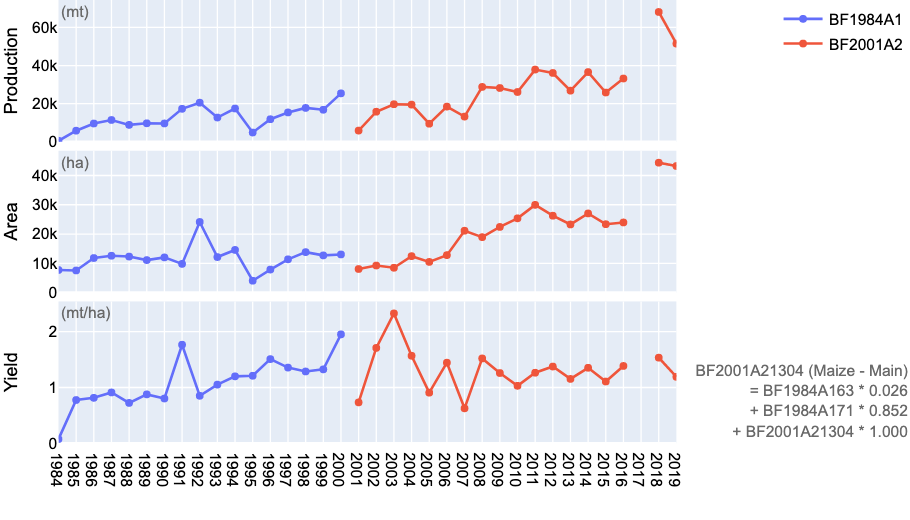 Production
(mt)
60k
40k
20k
0
Area
(ha)
40k
30k
20k
10k
0
Yield
(mt/ha)
2
1
0
1984
1985
1986
1987
1988
1989
1990
1991
1992
1993
1994
1995
1996
1997
1998
1999
2000
2001
2002
2003
2004
2005
2006
2007
2008
2009
2010
2011
2012
2013
2014
2015
2016
2017
2018
2019
BF1984A1
BF2001A2
BF2001A21304 (Maize - Main)
= BF1984A163 * 0.026
+ BF1984A171 * 0.852
+ BF2001A21304 * 1.000